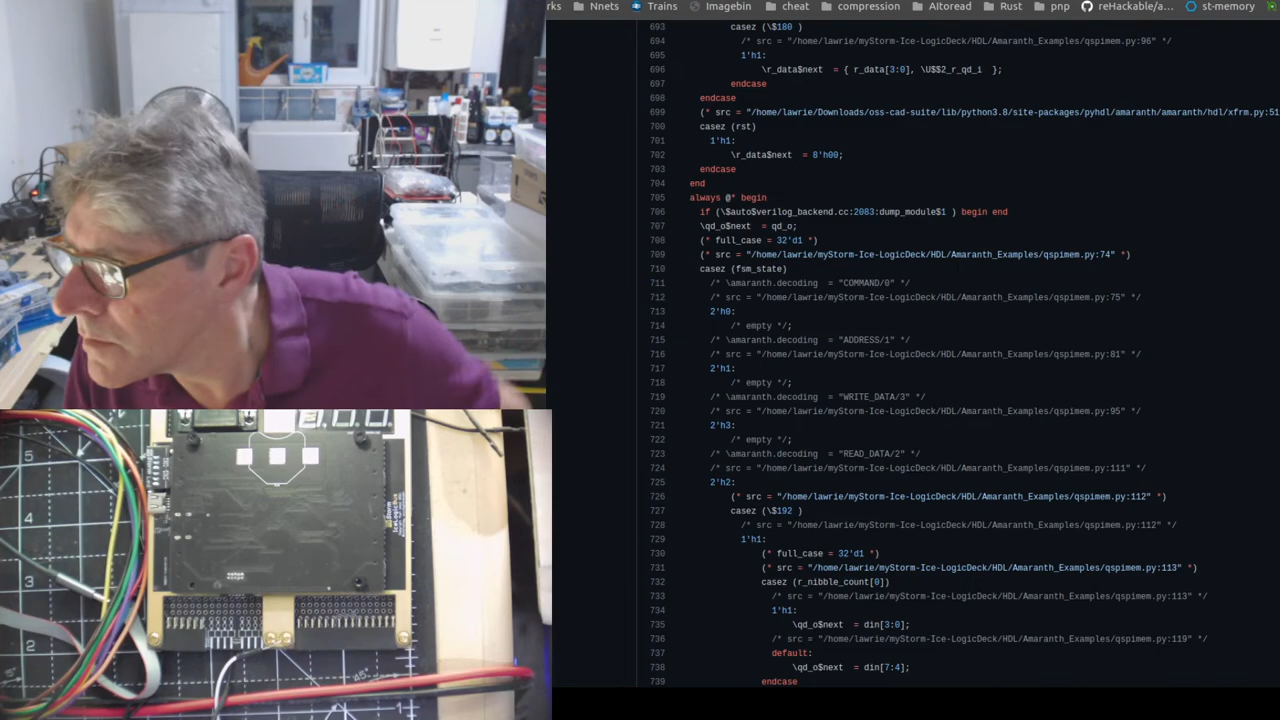 rks
Nnets
Trains
Imagebin
cheat
compression
Altoread
Rust
pnp
reHackable/a...
st-memory
693 casez (\$180 )
694 /* src = "/home/lawrie/myStorm-Ice-LogicDeck/HDL/Amaranth_Examples/qspimem.py:96" */
695 1'h1:
696 \r_data$next = { r_data[3:0], \U$$2_r_qd_i };
697 endcase
698 endcase
699 (* src = "/home/lawrie/Downloads/oss-cad-suite/lib/python3.8/site-packages/pyhdl/amaranth/amaranth/hdl/xfrm.py:51
700 casez (rst)
701 1'h1:
702 \r_data$next = 8'h00;
703 endcase
704 end
705 always @* begin
706 if (\$auto$verilog_backend.cc:2083:dump_module$1 ) begin end
707 \qd_o$next = qd_o;
708 (* full_case = 32'd1 *)
709 (* src = "/home/lawrie/myStorm-Ice-LogicDeck/HDL/Amaranth_Examples/qspimem.py:74" *)
710 casez (fsm_state)
711 /* \amaranth.decoding = "COMMAND/0" */
712 /* src = "/home/lawrie/myStorm-Ice-LogicDeck/HDL/Amaranth_Examples/qspimem.py:75" */
713 2'h0:
714 /* empty */;
715 /* \amaranth.decoding = "ADDRESS/1" */
716 /* src = "/home/lawrie/myStorm-Ice-LogicDeck/HDL/Amaranth_Examples/qspimem.py:81" */
717 2'h1:
718 /* empty */;
719 /* \amaranth.decoding = "WRITE_DATA/3" */
720 /* src = "/home/lawrie/myStorm-Ice-LogicDeck/HDL/Amaranth_Examples/qspimem.py:95" */
721 2'h3:
722 /* empty */;
723 /* \amaranth.decoding = "READ_DATA/2" */
724 /* src = "/home/lawrie/myStorm-Ice-LogicDeck/HDL/Amaranth_Examples/qspimem.py:111" */
725 2'h2:
726 (* src = "/home/lawrie/myStorm-Ice-LogicDeck/HDL/Amaranth_Examples/qspimem.py:112" *)
727 casez (\$192 )
728 /* src = "/home/lawrie/myStorm-Ice-LogicDeck/HDL/Amaranth_Examples/qspimem.py:112" */
729 1'h1:
730 (* full_case = 32'd1 *)
731 (* src = "/home/lawrie/myStorm-Ice-LogicDeck/HDL/Amaranth_Examples/qspimem.py:113" *)
732 casez (r_nibble_count[0])
733 /* src = "/home/lawrie/myStorm-Ice-LogicDeck/HDL/Amaranth_Examples/qspimem.py:113" */
734 1'h1:
735 \qd_o$next = din[3:0];
736 /* src = "/home/lawrie/myStorm-Ice-LogicDeck/HDL/Amaranth_Examples/qspimem.py:119" */
737 default:
738 \qd_o$next = din[7:4];
739 endcase
5
4
3
2
1
45°